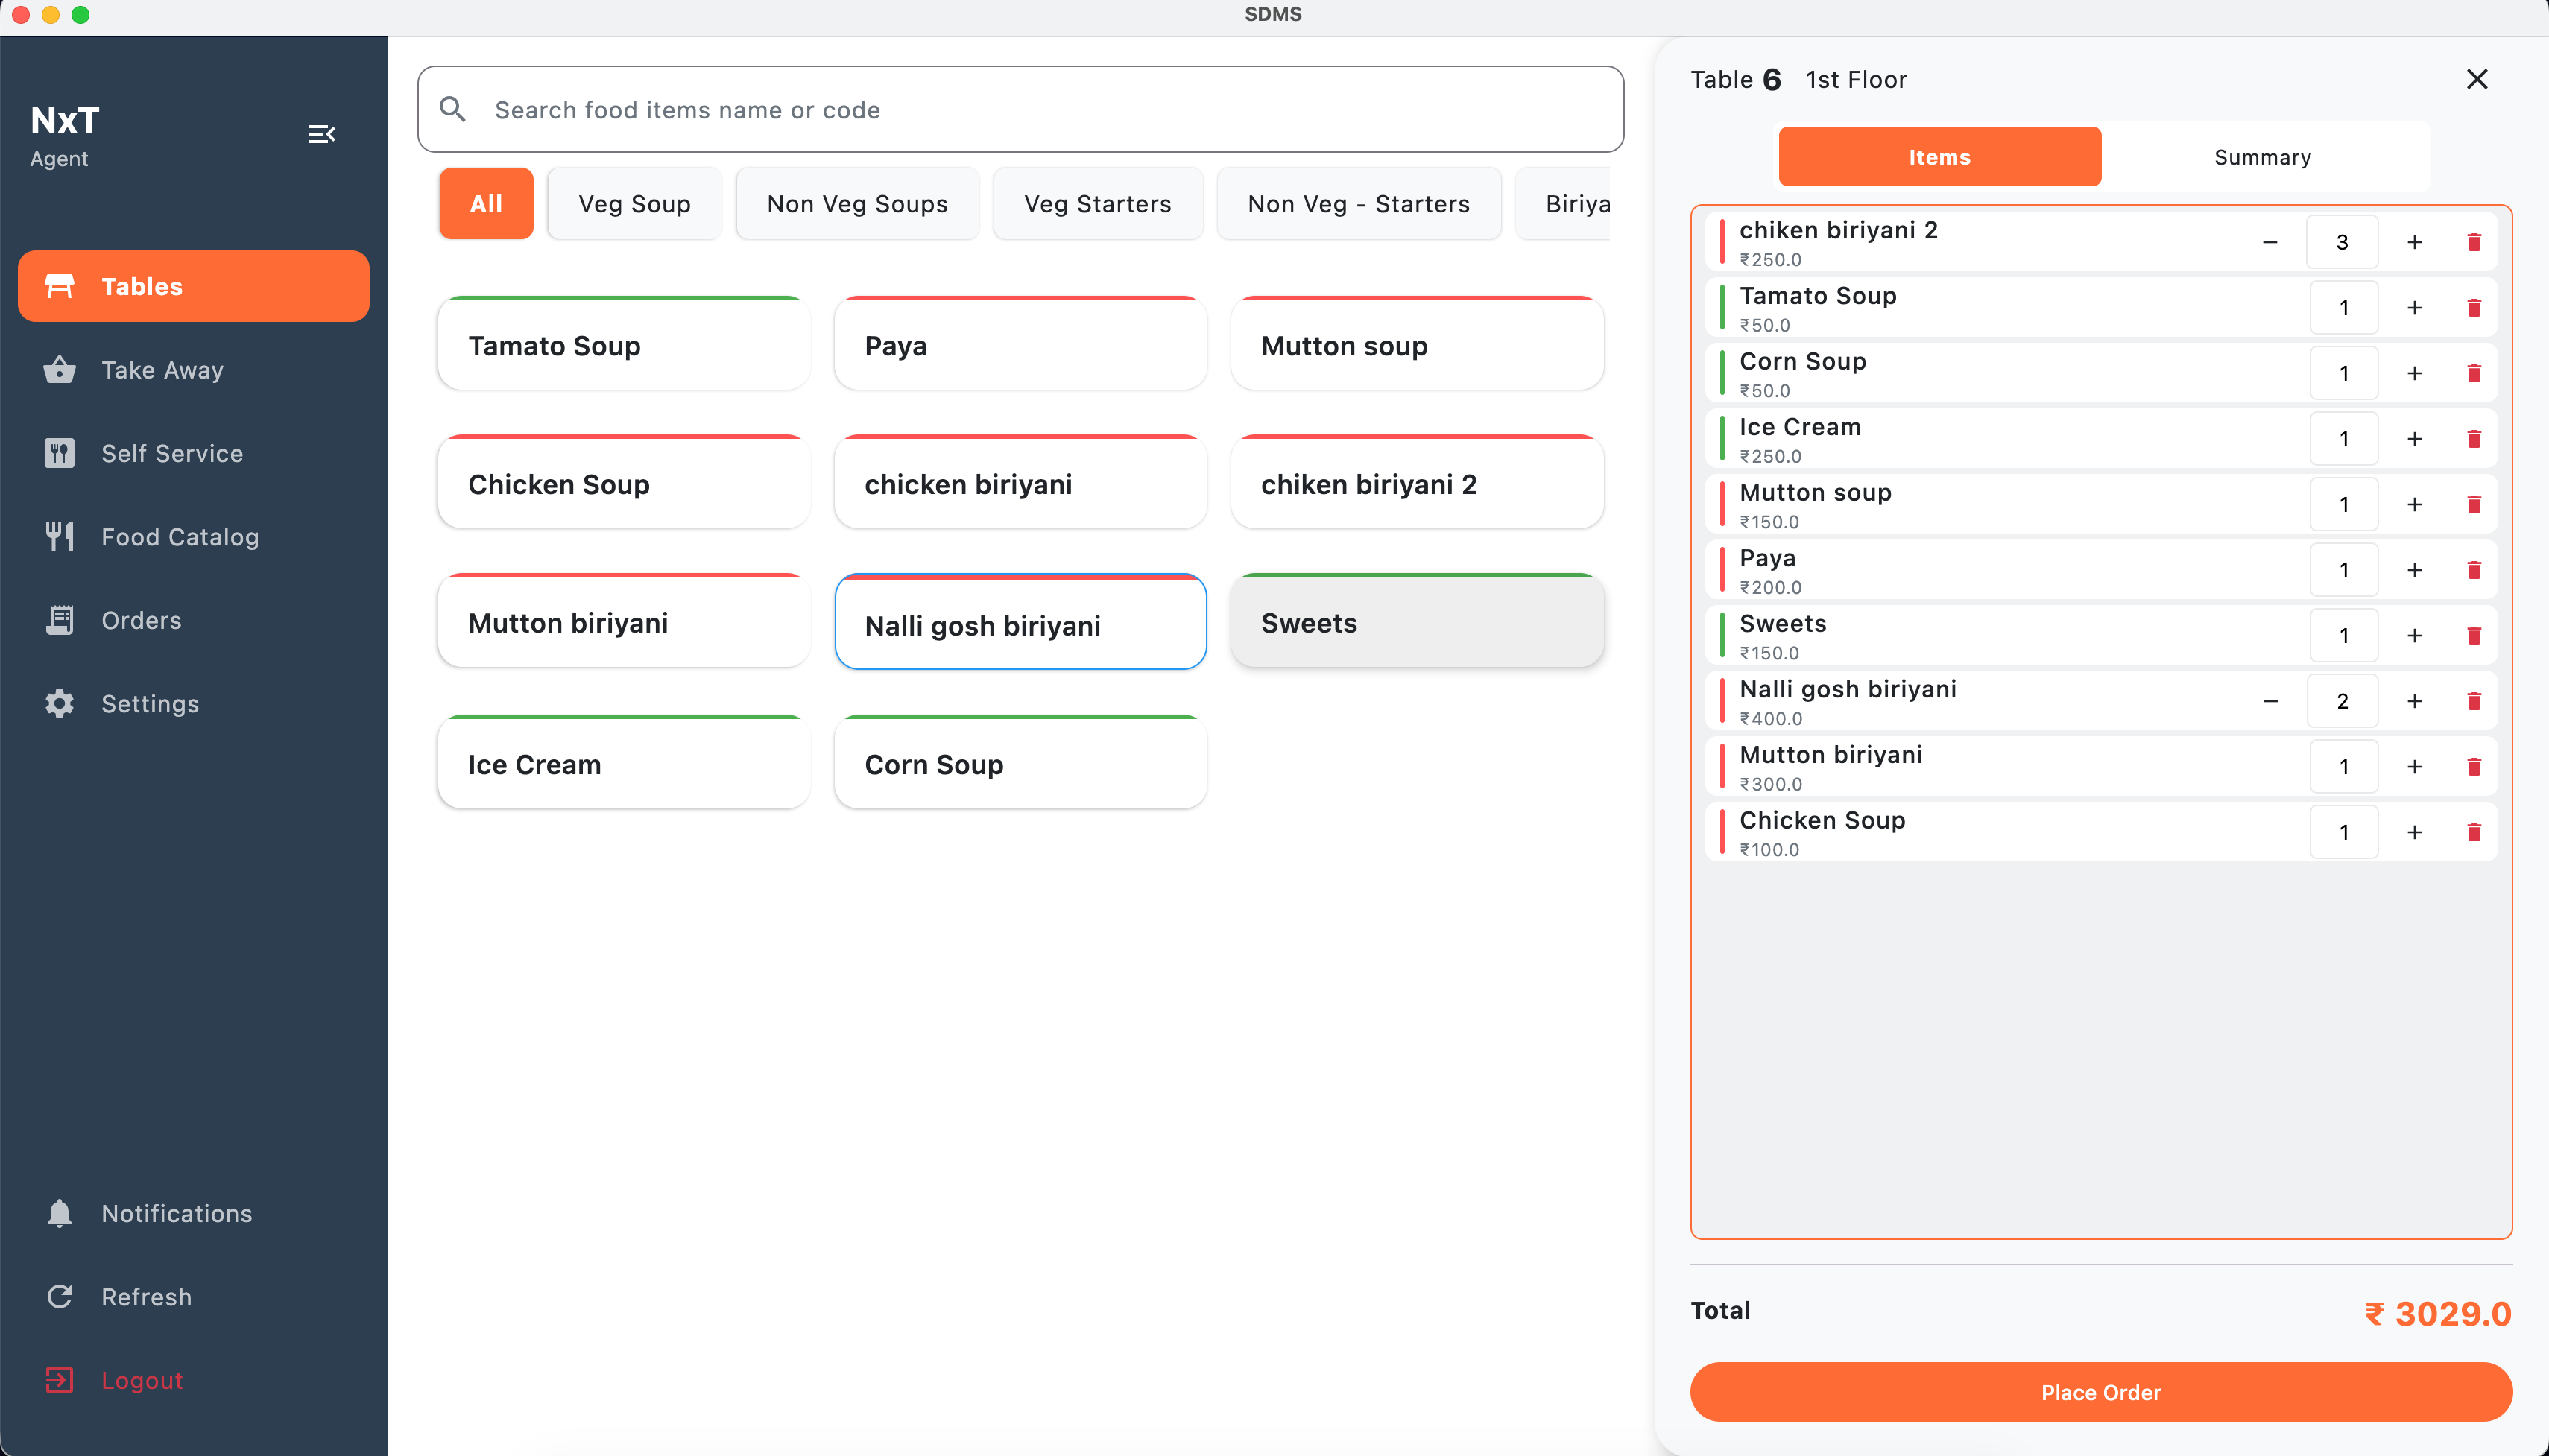 SDMS
NxT
Agent
Tables
Take Away
Self Service
Food Catalog
Orders
Settings
Notifications
Refresh
Logout
Search food items name or code
All
Veg Soup
Non Veg Soups
Veg Starters
Non Veg - Starters
Biriya
Tamato Soup
Paya
Mutton soup
Chicken Soup
chicken biriyani
chiken biriyani 2
Mutton biriyani
Nalli gosh biriyani
Sweets
Ice Cream
Corn Soup
Table 6 1st Floor
Items
Summary
chiken biriyani 2
₹250.0
− 3 +
Tamato Soup
₹50.0
1 +
Corn Soup
₹50.0
1 +
Ice Cream
₹250.0
1 +
Mutton soup
₹150.0
1 +
Paya
₹200.0
1 +
Sweets
₹150.0
1 +
Nalli gosh biriyani
₹400.0
− 2 +
Mutton biriyani
₹300.0
1 +
Chicken Soup
₹100.0
1 +
Total
₹ 3029.0
Place Order